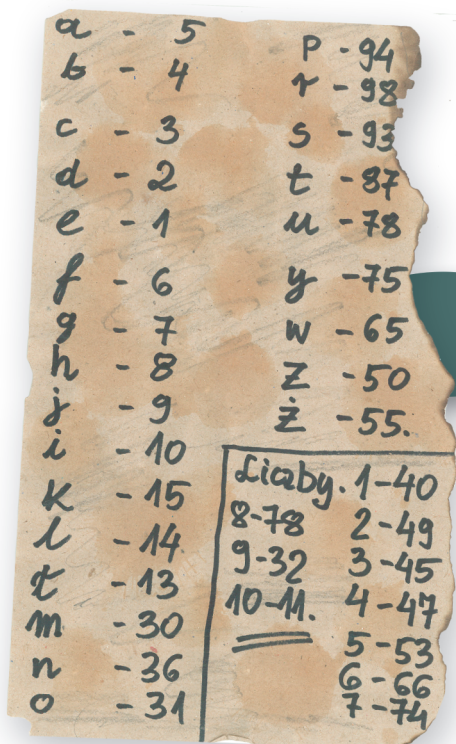 a - 5
b - 4
c - 3
d - 2
e - 1
f - 6
g - 7
h - 8
j - 9
i - 10
K - 15
l - 14
ł - 13
m - 30
n - 36
o - 31
p - 94
r - 98
s - 93
t - 87
u - 78
y - 75
w - 65
z - 50
ż - 55.
Liczby. 1-40
8-78 2-49
9-32 3-45
10-11. 4-47
5-53
6-66
7-74